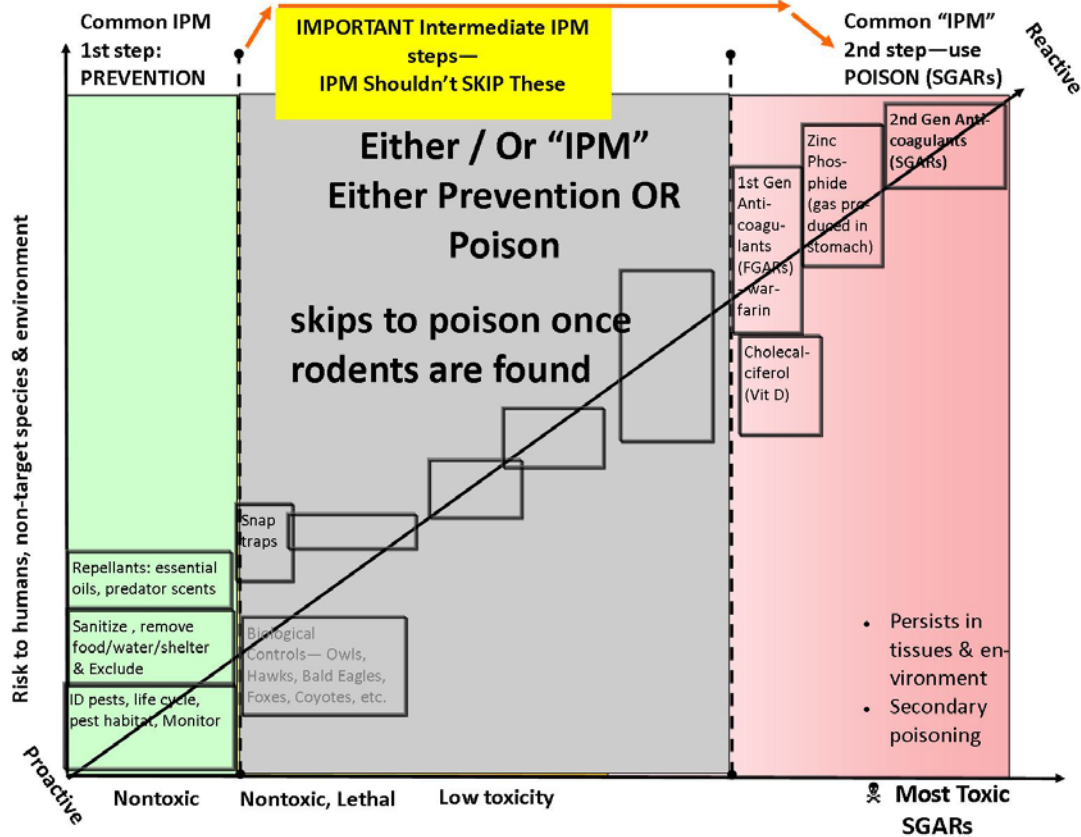 Common IPM
1st step:
PREVENTION
IMPORTANT Intermediate IPM
steps—
IPM Shouldn't SKIP These
Common “IPM”
2nd step—use
POISON (SGARs)
Reactive
Either / Or “IPM”
Either Prevention OR
Poison
skips to poison once
rodents are found
2nd Gen Anti-
coagulants
(SGARs)
Zinc
Phos-
phide
(gas pro-
duced in
stomach)
1st Gen
Anti-
coagu-
lants
(FGARs)
-war-
farin
Cholecal-
ciferol
(Vit D)
Risk to humans, non-target species & environment
Snap
traps
Repellants: essential
oils, predator scents
Sanitize , remove
food/water/shelter
& Exclude
ID pests, life cycle,
pest habitat, Monitor
Biological
Controls— Owls,
Hawks, Bald Eagles,
Foxes, Coyotes, etc.
• Persists in
tissues & en-
vironment
• Secondary
poisoning
Proactive
Nontoxic
Nontoxic, Lethal
Low toxicity
☠ Most Toxic
SGARs